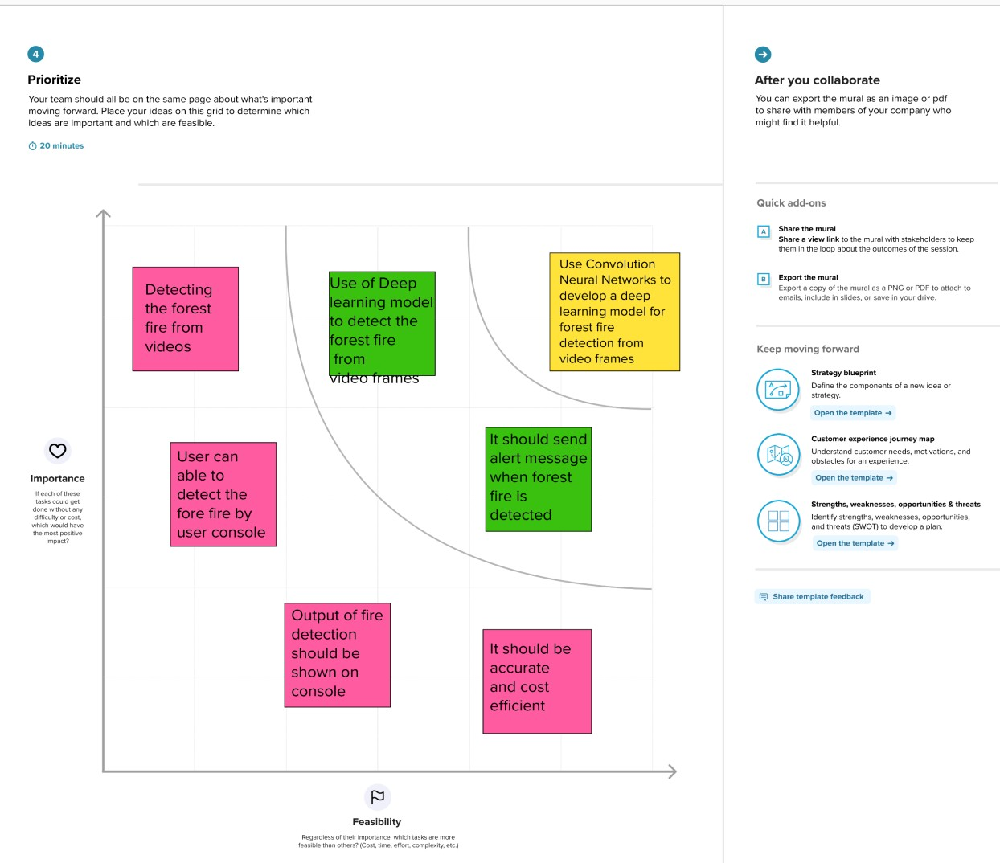 4
Prioritize
Your team should all be on the same page about what's important
moving forward. Place your ideas on this grid to determine which
ideas are important and which are feasible.
20 minutes
Importance
If each of these
tasks could get
done without any
difficulty or cost,
which would have
the most positive
impact?
Detecting
the forest
fire from
videos
Use of Deep
learning model
to detect the
forest fire
from
video frames
Use Convolution
Neural Networks to
develop a deep
learning model for
forest fire
detection from
video frames
User can
able to
detect the
fore fire by
user console
It should send
alert message
when forest
fire is
detected
Output of fire
detection
should be
shown on
console
It should be
accurate
and cost
efficient
Feasibility
Regardless of their importance, which tasks are more
feasible than others? (Cost, time, effort, complexity, etc.)
After you collaborate
You can export the mural as an image or pdf
to share with members of your company who
might find it helpful.
Quick add-ons
A
Share the mural
Share a view link to the mural with stakeholders to keep
them in the loop about the outcomes of the session.
B
Export the mural
Export a copy of the mural as a PNG or PDF to attach to
emails, include in slides, or save in your drive.
Keep moving forward
Strategy blueprint
Define the components of a new idea or
strategy.
Open the template →
Customer experience journey map
Understand customer needs, motivations, and
obstacles for an experience.
Open the template →
Strengths, weaknesses, opportunities & threats
Identify strengths, weaknesses, opportunities,
and threats (SWOT) to develop a plan.
Open the template →
Share template feedback